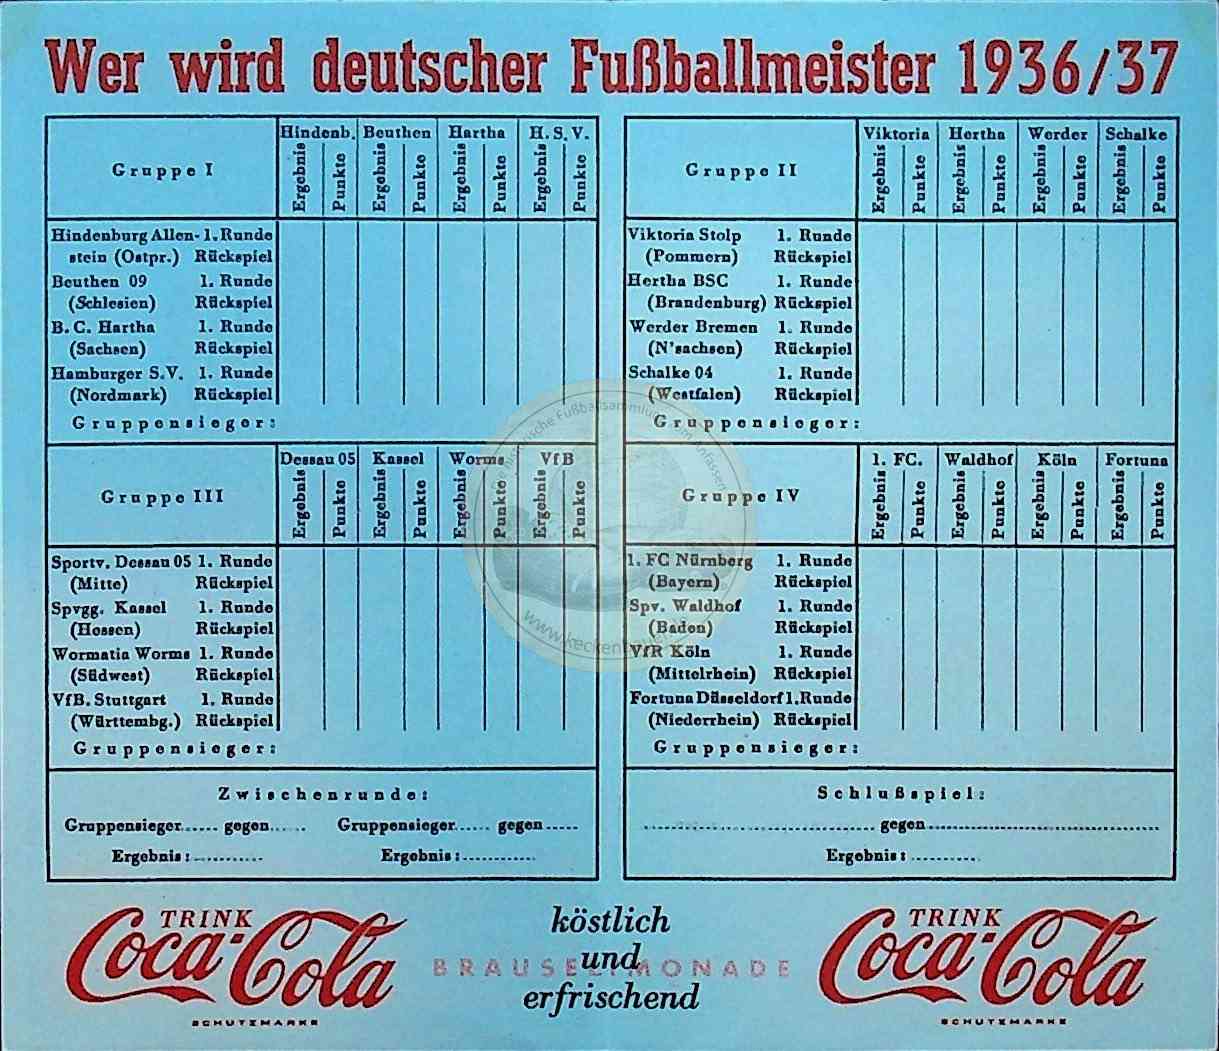 Wer wird deutscher Fußballmeister 1936/37
Gruppe I
Hindenb. Beuthen Hartha H. S. V.
Ergebnis Punkte Ergebnis Punkte Ergebnis Punkte Ergebnis Punkte
Hindenburg Allen- 1. Runde
stein (Ostpr.) Rückspiel
Beuthen 09 1. Runde
(Schlesien) Rückspiel
B. C. Hartha 1. Runde
(Sachsen) Rückspiel
Hamburger S.V. 1. Runde
(Nordmark) Rückspiel
Gruppensieger:
Gruppe II
Viktoria Hertha Werder Schalke
Ergebnis Punkte Ergebnis Punkte Ergebnis Punkte Ergebnis Punkte
Viktoria Stolp 1. Runde
(Pommern) Rückspiel
Hertha BSC 1. Runde
(Brandenburg) Rückspiel
Werder Bremen 1. Runde
(N'sachsen) Rückspiel
Schalke 04 1. Runde
(Westfalen) Rückspiel
Gruppensieger:
Gruppe III
Dessau 05 Kassel Worms VfB
Ergebnis Punkte Ergebnis Punkte Ergebnis Punkte Ergebnis Punkte
Sportv. Dessau 05 1. Runde
(Mitte) Rückspiel
Spvgg. Kassel 1. Runde
(Hessen) Rückspiel
Wormatia Worms 1. Runde
(Südwest) Rückspiel
VfB. Stuttgart 1. Runde
(Württembg.) Rückspiel
Gruppensieger:
Gruppe IV
1. FC. Waldhof Köln Fortuna
Ergebnis Punkte Ergebnis Punkte Ergebnis Punkte Ergebnis Punkte
1. FC Nürnberg 1. Runde
(Bayern) Rückspiel
Spv. Waldhof 1. Runde
(Baden) Rückspiel
VfR Köln 1. Runde
(Mittelrhein) Rückspiel
Fortuna Düsseldorf 1. Runde
(Niederrhein) Rückspiel
Gruppensieger:
Zwischenrunde:
Gruppensieger...... gegen...... Gruppensieger...... gegen.....
Ergebnis:............ Ergebnis:............
Schlußspiel:
.................... gegen....................
Ergebnis:............
TRINK
Coca-Cola
SCHUTZMARKE
köstlich
und
erfrischend
BRAUSELIMONADE
TRINK
Coca-Cola
SCHUTZMARKE